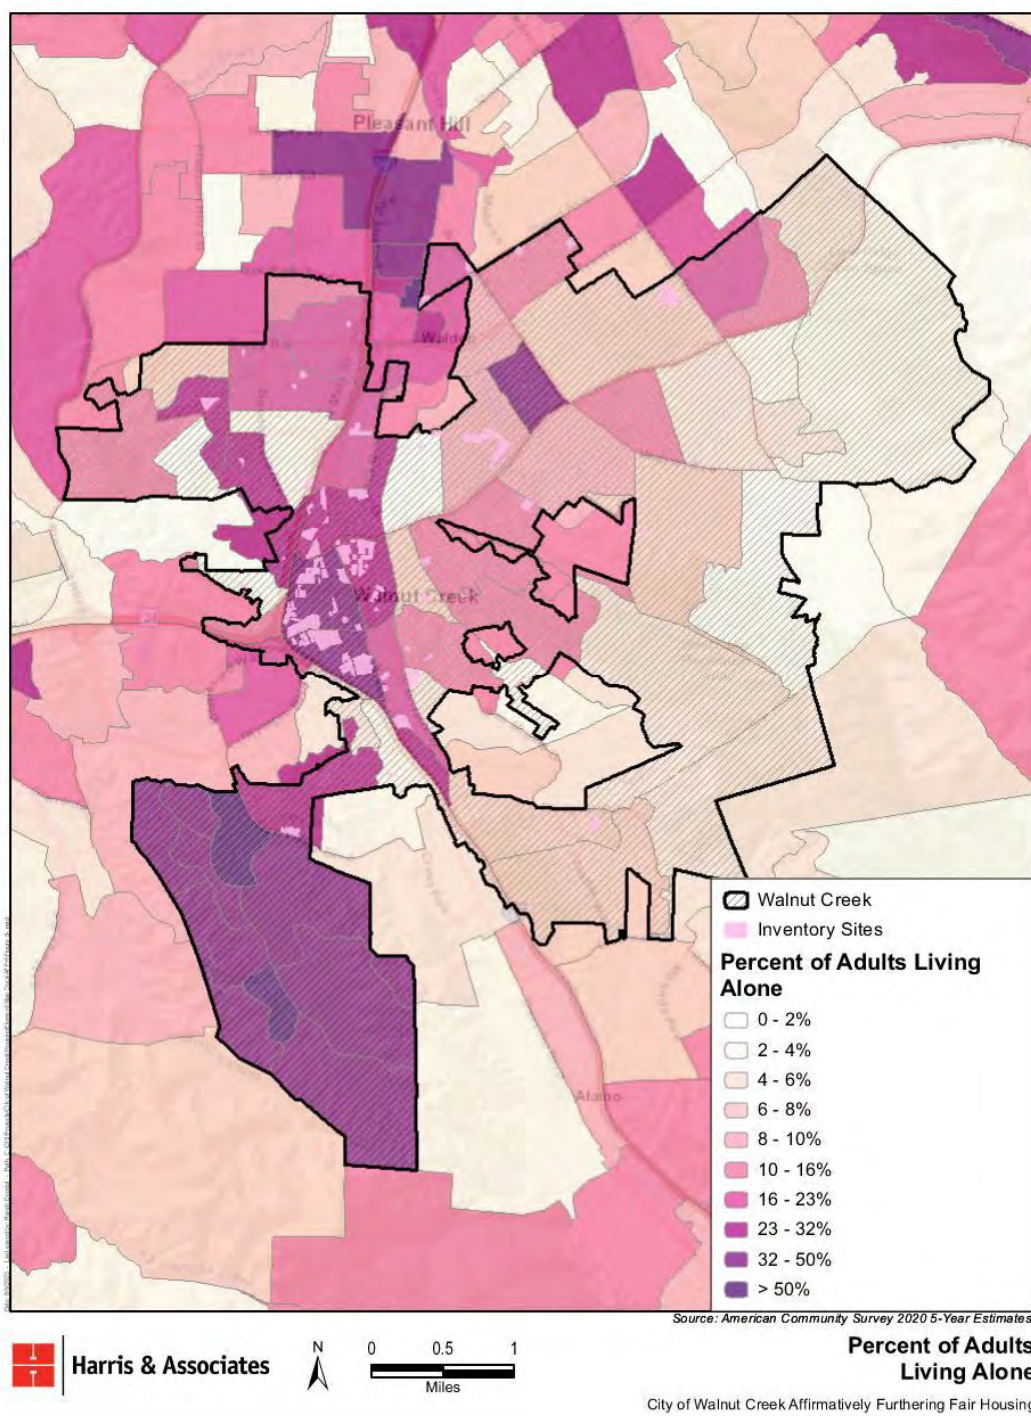 Pleasant Hill
Walden
Walnut Creek
Alamo
Walnut Creek
Inventory Sites
Percent of Adults Living
Alone
0 - 2%
2 - 4%
4 - 6%
6 - 8%
8 - 10%
10 - 16%
16 - 23%
23 - 32%
32 - 50%
> 50%
Source: American Community Survey 2020 5-Year Estimates
Harris & Associates
N
0 0.5 1
Miles
Percent of Adults
Living Alone
City of Walnut Creek Affirmatively Furthering Fair Housing